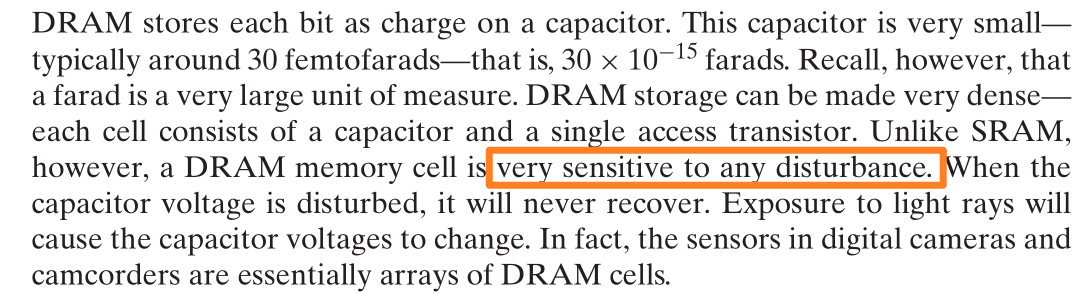 DRAM stores each bit as charge on a capacitor. This capacitor is very small—
typically around 30 femtofarads—that is, 30 × 10⁻¹⁵ farads. Recall, however, that
a farad is a very large unit of measure. DRAM storage can be made very dense—
each cell consists of a capacitor and a single access transistor. Unlike SRAM,
however, a DRAM memory cell is very sensitive to any disturbance. When the
capacitor voltage is disturbed, it will never recover. Exposure to light rays will
cause the capacitor voltages to change. In fact, the sensors in digital cameras and
camcorders are essentially arrays of DRAM cells.